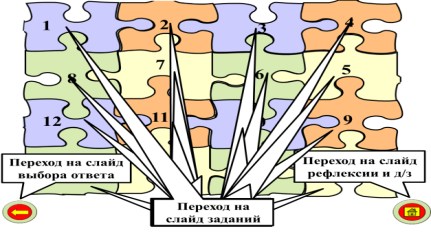 1 2 3 4
8 7 6 5
12 11 9
Переход на слайд
выбора ответа
Переход на слайд
рефлексии и д/з
Переход на
слайд заданий